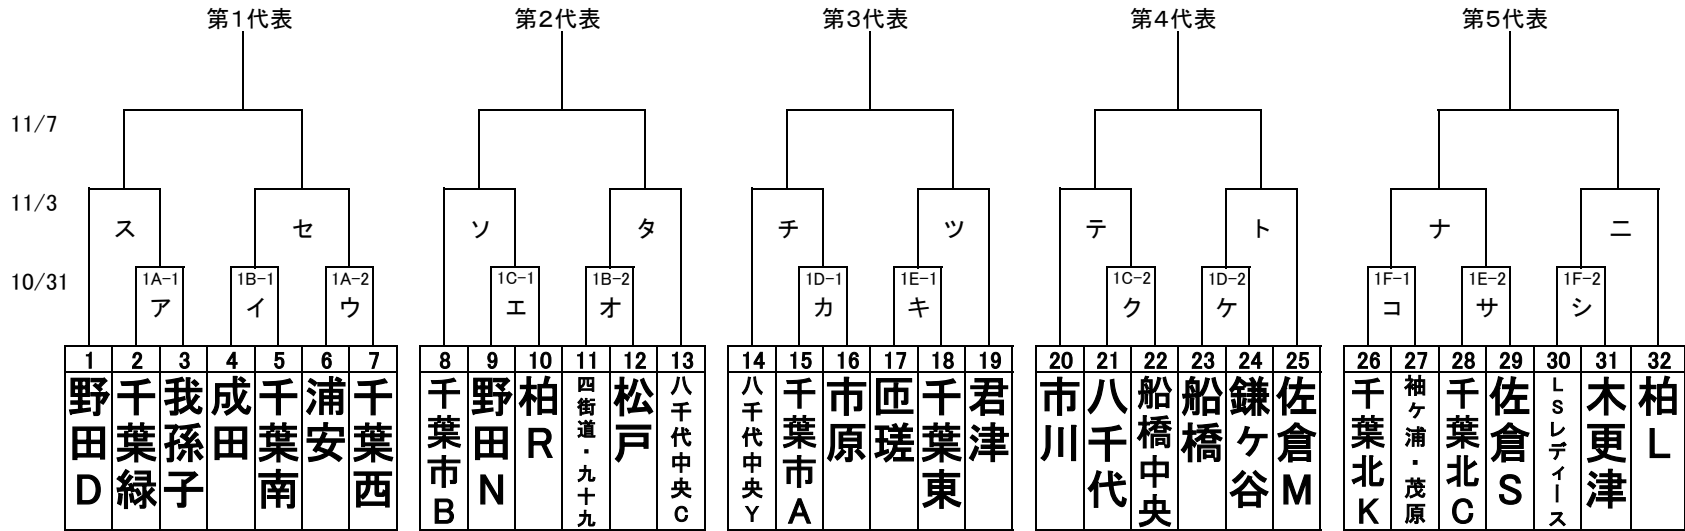 第１代表 第２代表 第３代表 第４代表 第５代表
11/7
11/3
ス セ ソ タ チ ツ テ ト ナ ニ
10/31
1A-1 1B-1 1A-2 1C-1 1B-2 1D-1 1E-1 1C-2 1D-2 1F-1 1E-2 1F-2
ア イ ウ エ オ カ キ ク ケ コ サ シ
1 2 3 4 5 6 7 8 9 10 11 12 13 14 15 16 17 18 19 20 21 22 23 24 25 26 27 28 29 30 31 32
野田D
千葉緑
我孫子
成田
千葉南
浦安
千葉西
千葉市B
野田N
柏R
四街道・九十九
松戸
八千代中央C
八千代中央Y
千葉市A
市原
匝瑳
千葉東
君津
市川
八千代
船橋中央
船橋
鎌ケ谷
佐倉M
千葉北K
袖ヶ浦・茂原
千葉北C
佐倉S
LSレディース
木更津
柏L